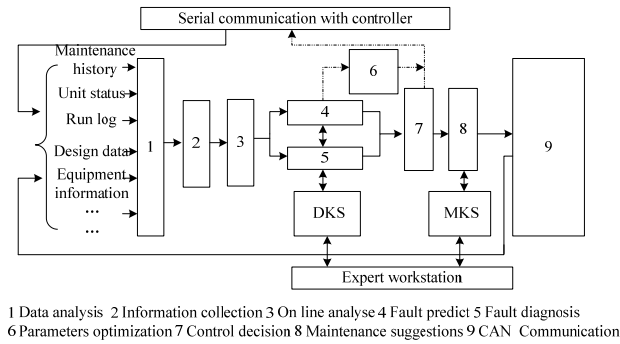 Serial communication with controller
Maintenance
history
Unit status
Run log
Design data
Equipment
information
...
...
1
2
3
4
5
6
7
8
9
DKS
MKS
Expert workstation
1 Data analysis 2 Information collection 3 On line analyse 4 Fault predict 5 Fault diagnosis
6 Parameters optimization 7 Control decision 8 Maintenance suggestions 9 CAN Communication